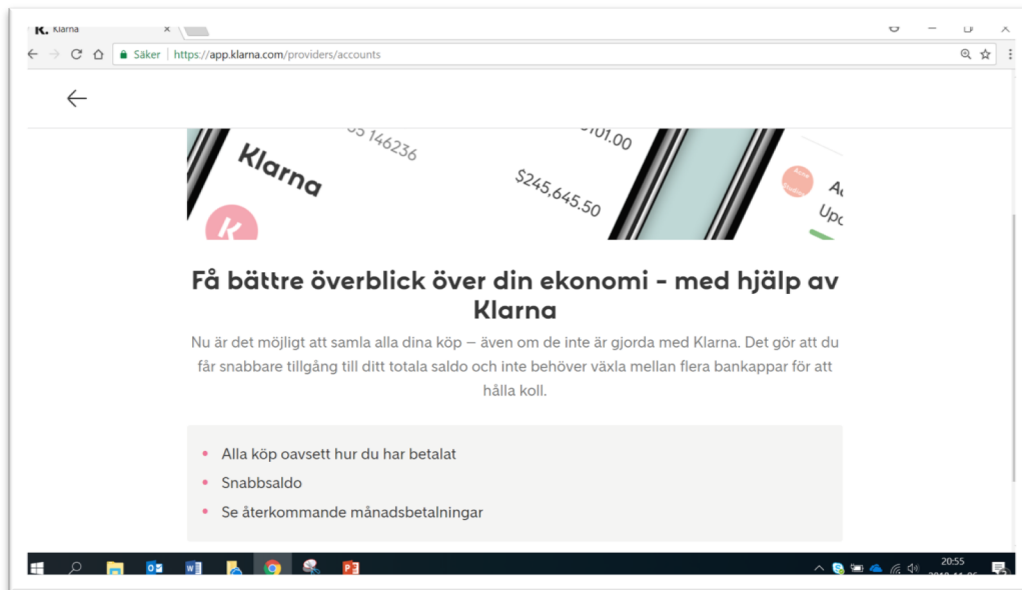 K. Klarna
Säker https://app.klarna.com/providers/accounts
146236
101.00
Klarna
$245,645.50
K
Få bättre överblick över din ekonomi - med hjälp av
Klarna
Nu är det möjligt att samla alla dina köp – även om de inte är gjorda med Klarna. Det gör att du
får snabbare tillgång till ditt totala saldo och inte behöver växla mellan flera bankappar för att
hålla koll.
Alla köp oavsett hur du har betalat
Snabbsaldo
Se återkommande månadsbetalningar
20:55